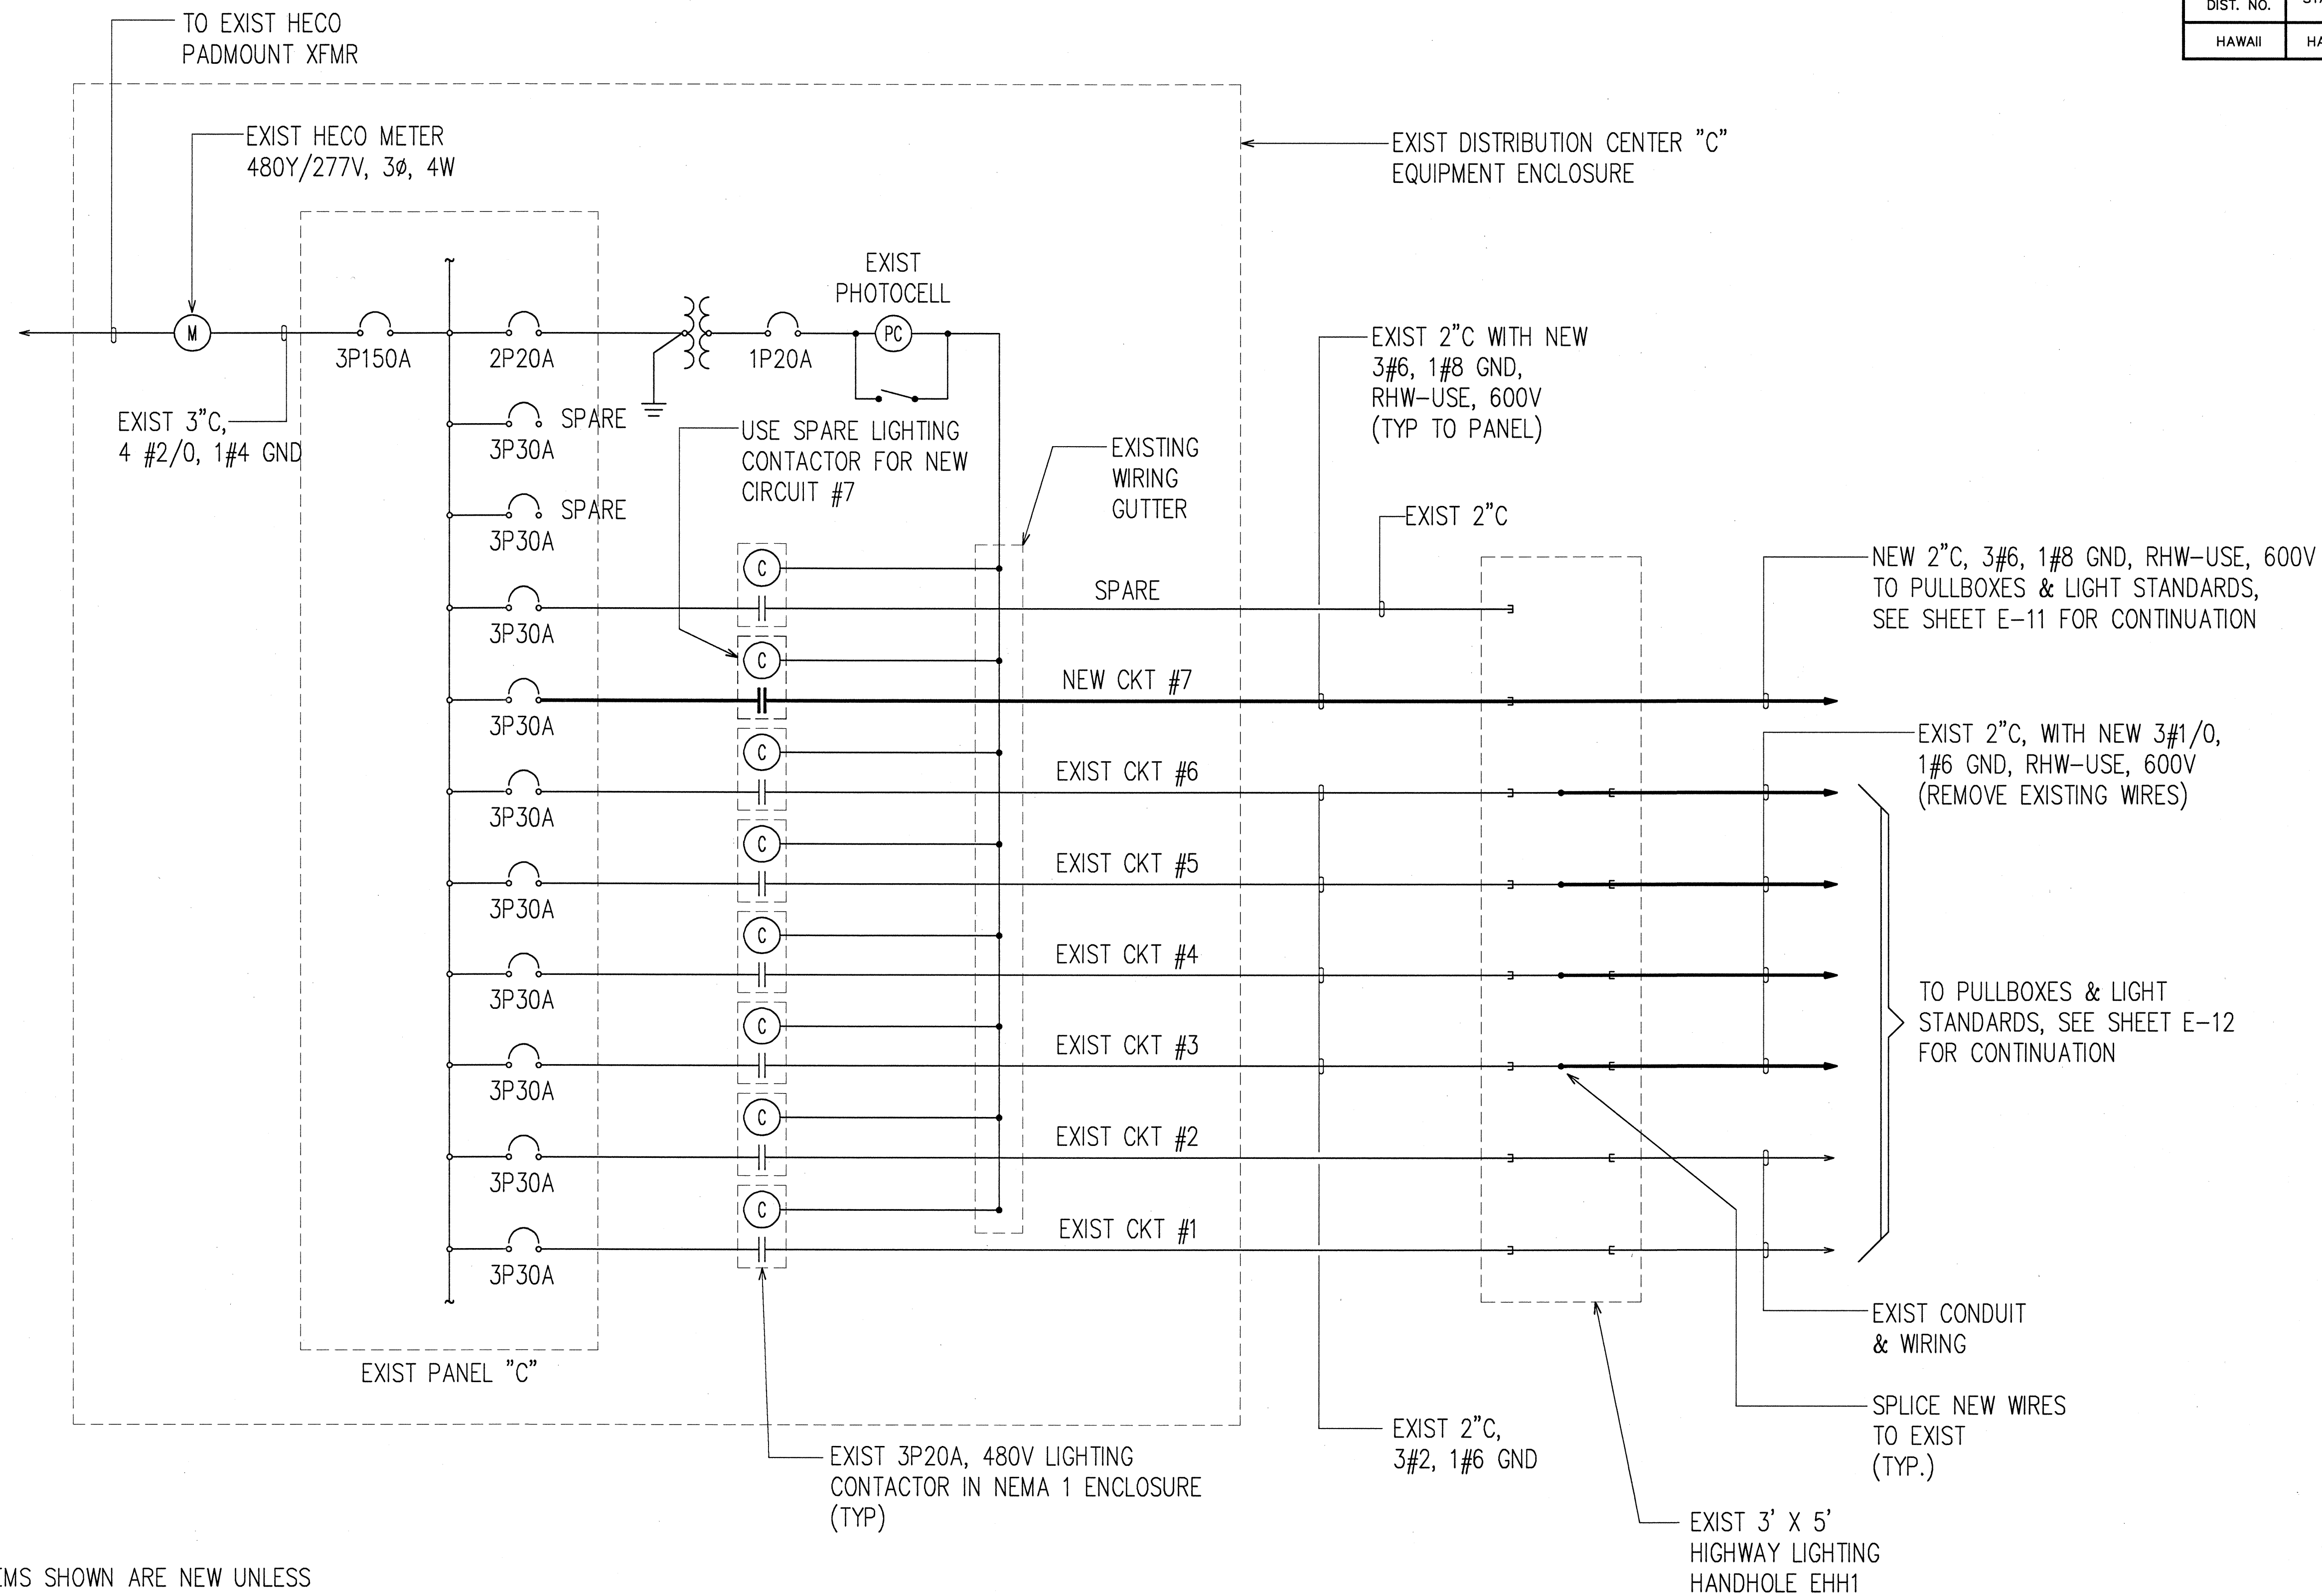 DIST. NO.
HAWAII
TO EXIST HECO
PADMOUNT XFMR
EXIST HECO METER
480Y/277V, 3ø, 4W
EXIST DISTRIBUTION CENTER "C"
EQUIPMENT ENCLOSURE
EXIST
PHOTOCELL
M
PC
3P150A
2P20A
1P20A
EXIST 3"C,
4 #2/0, 1#4 GND
SPARE
3P30A
SPARE
3P30A
USE SPARE LIGHTING
CONTACTOR FOR NEW
CIRCUIT #7
EXISTING
WIRING
GUTTER
EXIST 2"C WITH NEW
3#6, 1#8 GND,
RHW-USE, 600V
(TYP TO PANEL)
EXIST 2"C
NEW 2"C, 3#6, 1#8 GND, RHW-USE, 600V
TO PULLBOXES & LIGHT STANDARDS,
SEE SHEET E-11 FOR CONTINUATION
C
SPARE
3P30A
C
NEW CKT #7
3P30A
EXIST 2"C, WITH NEW 3#1/0,
1#6 GND, RHW-USE, 600V
(REMOVE EXISTING WIRES)
C
EXIST CKT #6
3P30A
C
EXIST CKT #5
3P30A
C
EXIST CKT #4
3P30A
C
EXIST CKT #3
3P30A
TO PULLBOXES & LIGHT
STANDARDS, SEE SHEET E-12
FOR CONTINUATION
C
EXIST CKT #2
3P30A
C
EXIST CKT #1
3P30A
EXIST PANEL "C"
EXIST CONDUIT
& WIRING
SPLICE NEW WIRES
TO EXIST
(TYP.)
EXIST 2"C,
3#2, 1#6 GND
EXIST 3P20A, 480V LIGHTING
CONTACTOR IN NEMA 1 ENCLOSURE
(TYP)
EXIST 3' X 5'
HIGHWAY LIGHTING
HANDHOLE EHH1
SHOWN ARE NEW UNLESS